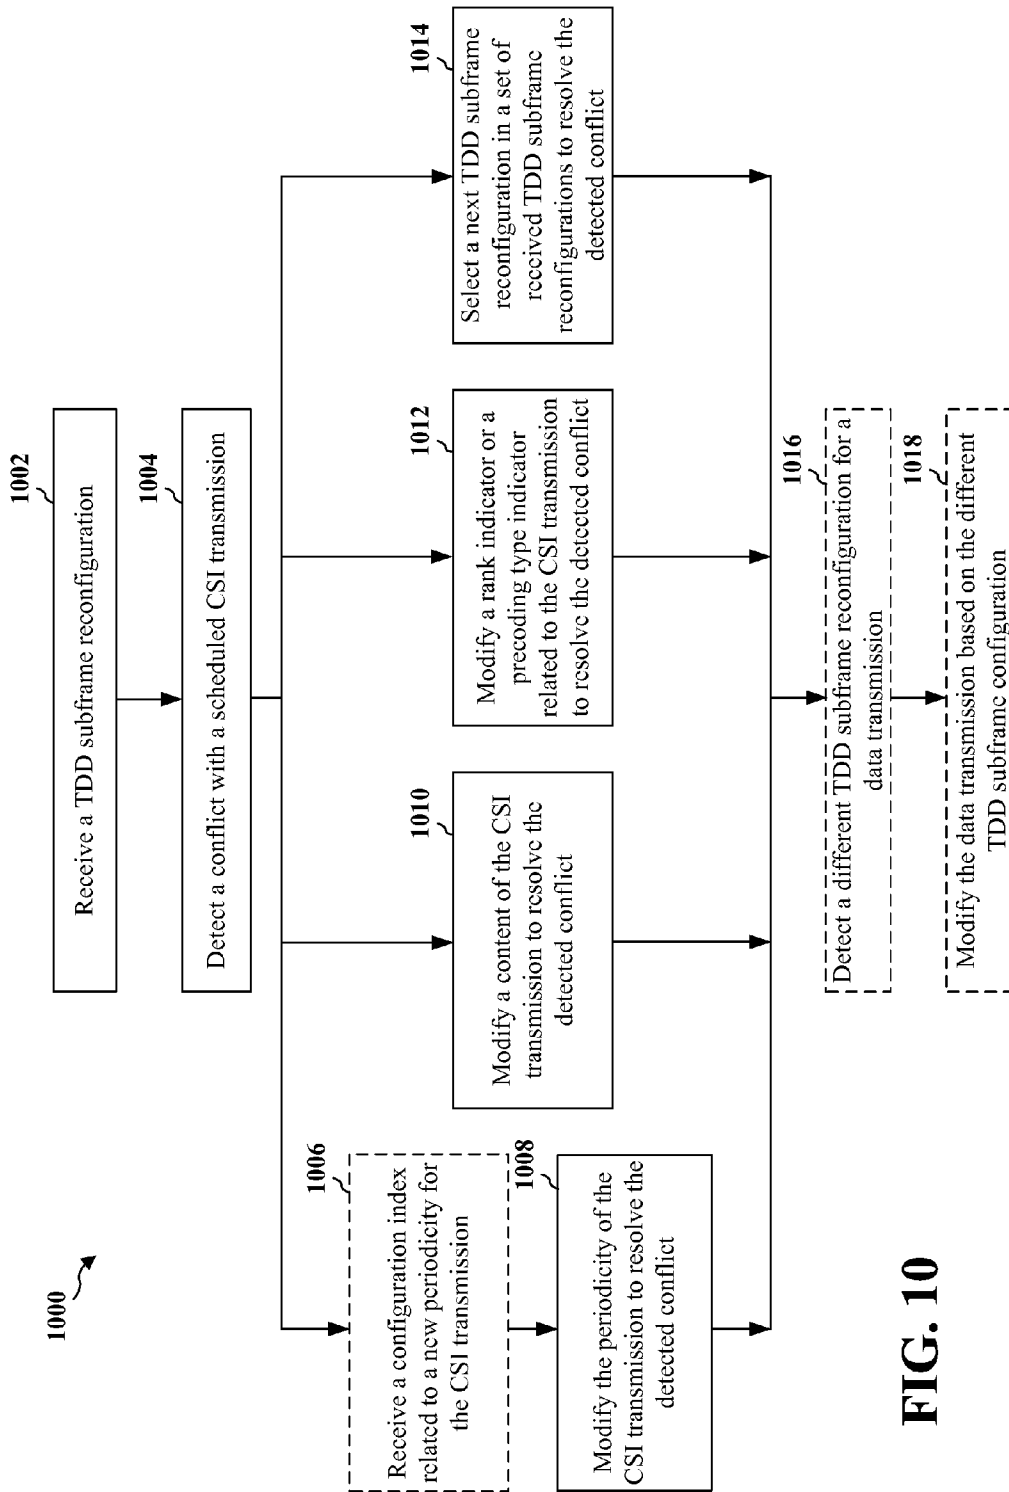 1000
1002
Receive a TDD subframe reconfiguration
1004
Detect a conflict with a scheduled CSI transmission
1006
Receive a configuration index
related to a new periodicity for
the CSI transmission
1008
Modify the periodicity of the
CSI transmission to resolve the
detected conflict
1010
Modify a content of the CSI
transmission to resolve the
detected conflict
1012
Modify a rank indicator or a
precoding type indicator
related to the CSI transmission
to resolve the detected conflict
1014
Select a next TDD subframe
reconfiguration in a set of
received TDD subframe
reconfigurations to resolve the
detected conflict
1016
Detect a different TDD subframe reconfiguration for a
data transmission
1018
Modify the data transmission based on the different
TDD subframe configuration
FIG. 10